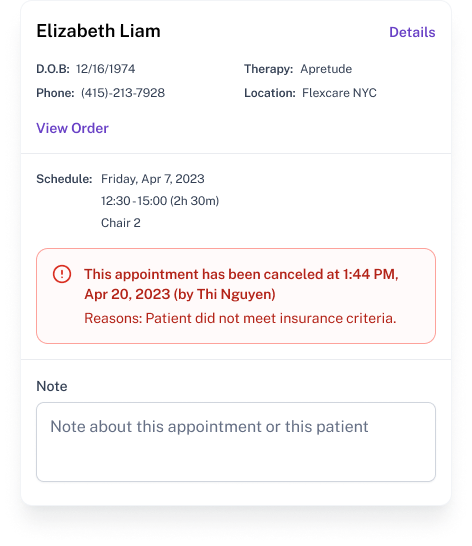 Elizabeth Liam Details
D.O.B: 12/16/1974 Therapy: Apretude
Phone: (415)-213-7928 Location: Flexcare NYC
View Order
Schedule: Friday, Apr 7, 2023
12:30 - 15:00 (2h 30m)
Chair 2
This appointment has been canceled at 1:44 PM,
Apr 20, 2023 (by Thi Nguyen)
Reasons: Patient did not meet insurance criteria.
Note
Note about this appointment or this patient